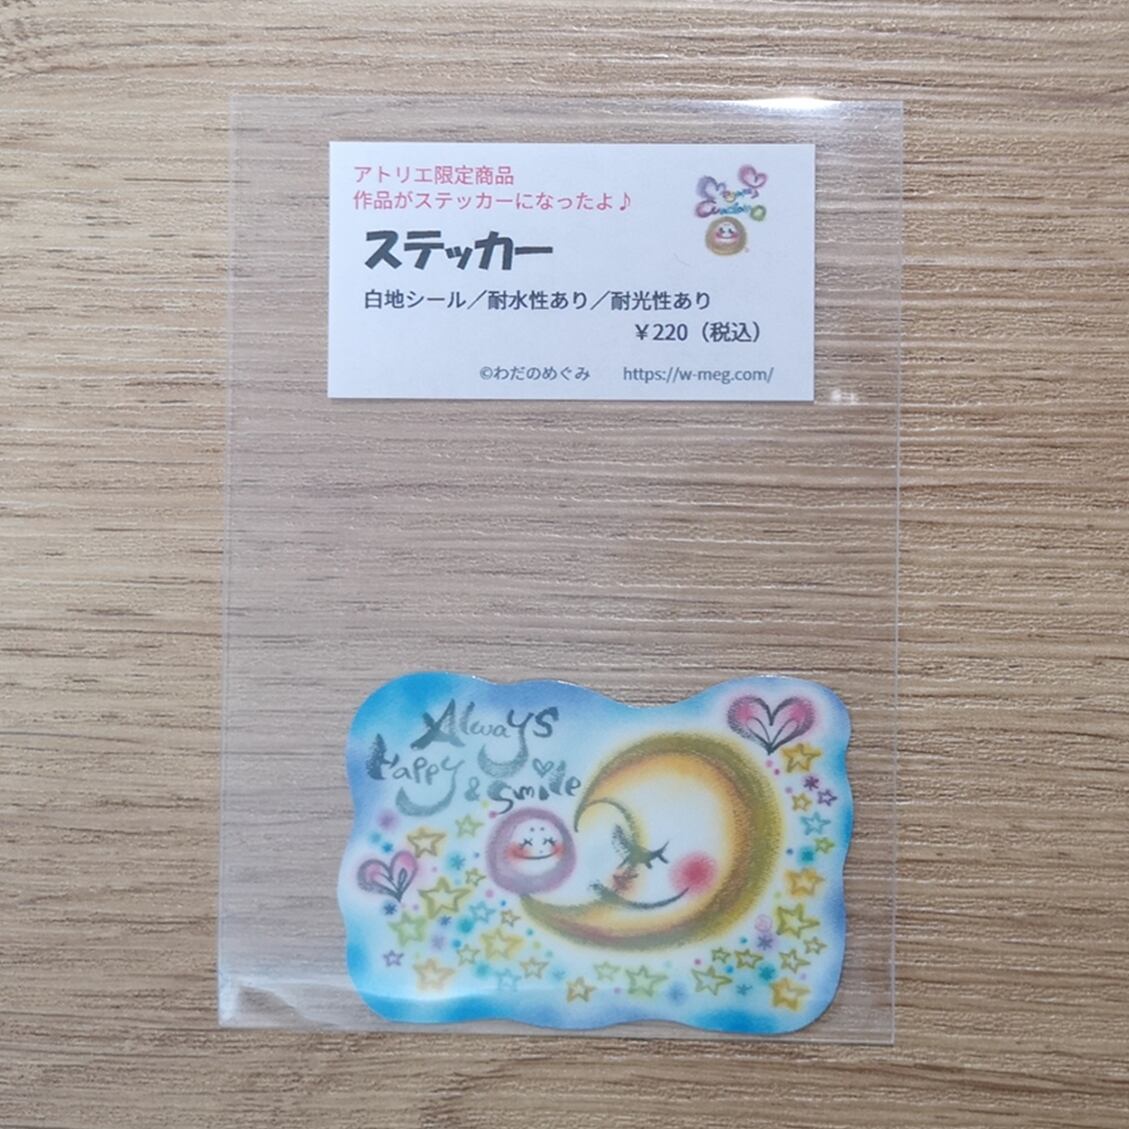 アトリエ限定商品
作品がステッカーになったよ♪
ステッカー
白地シール／耐水性あり／耐光性あり
￥220（税込）
©わだのめぐみ https://w-meg.com/
Always
Happy
& Smile